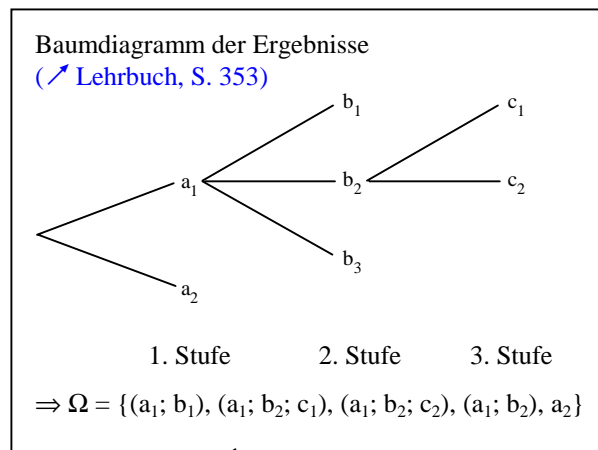 Baumdiagramm der Ergebnisse
(↗ Lehrbuch, S. 353)
b₁ c₁
a₁ b₂ c₂
b₃
a₂
1. Stufe 2. Stufe 3. Stufe
⇒ Ω = {(a₁; b₁), (a₁; b₂; c₁), (a₁; b₂; c₂), (a₁; b₂), a₂}